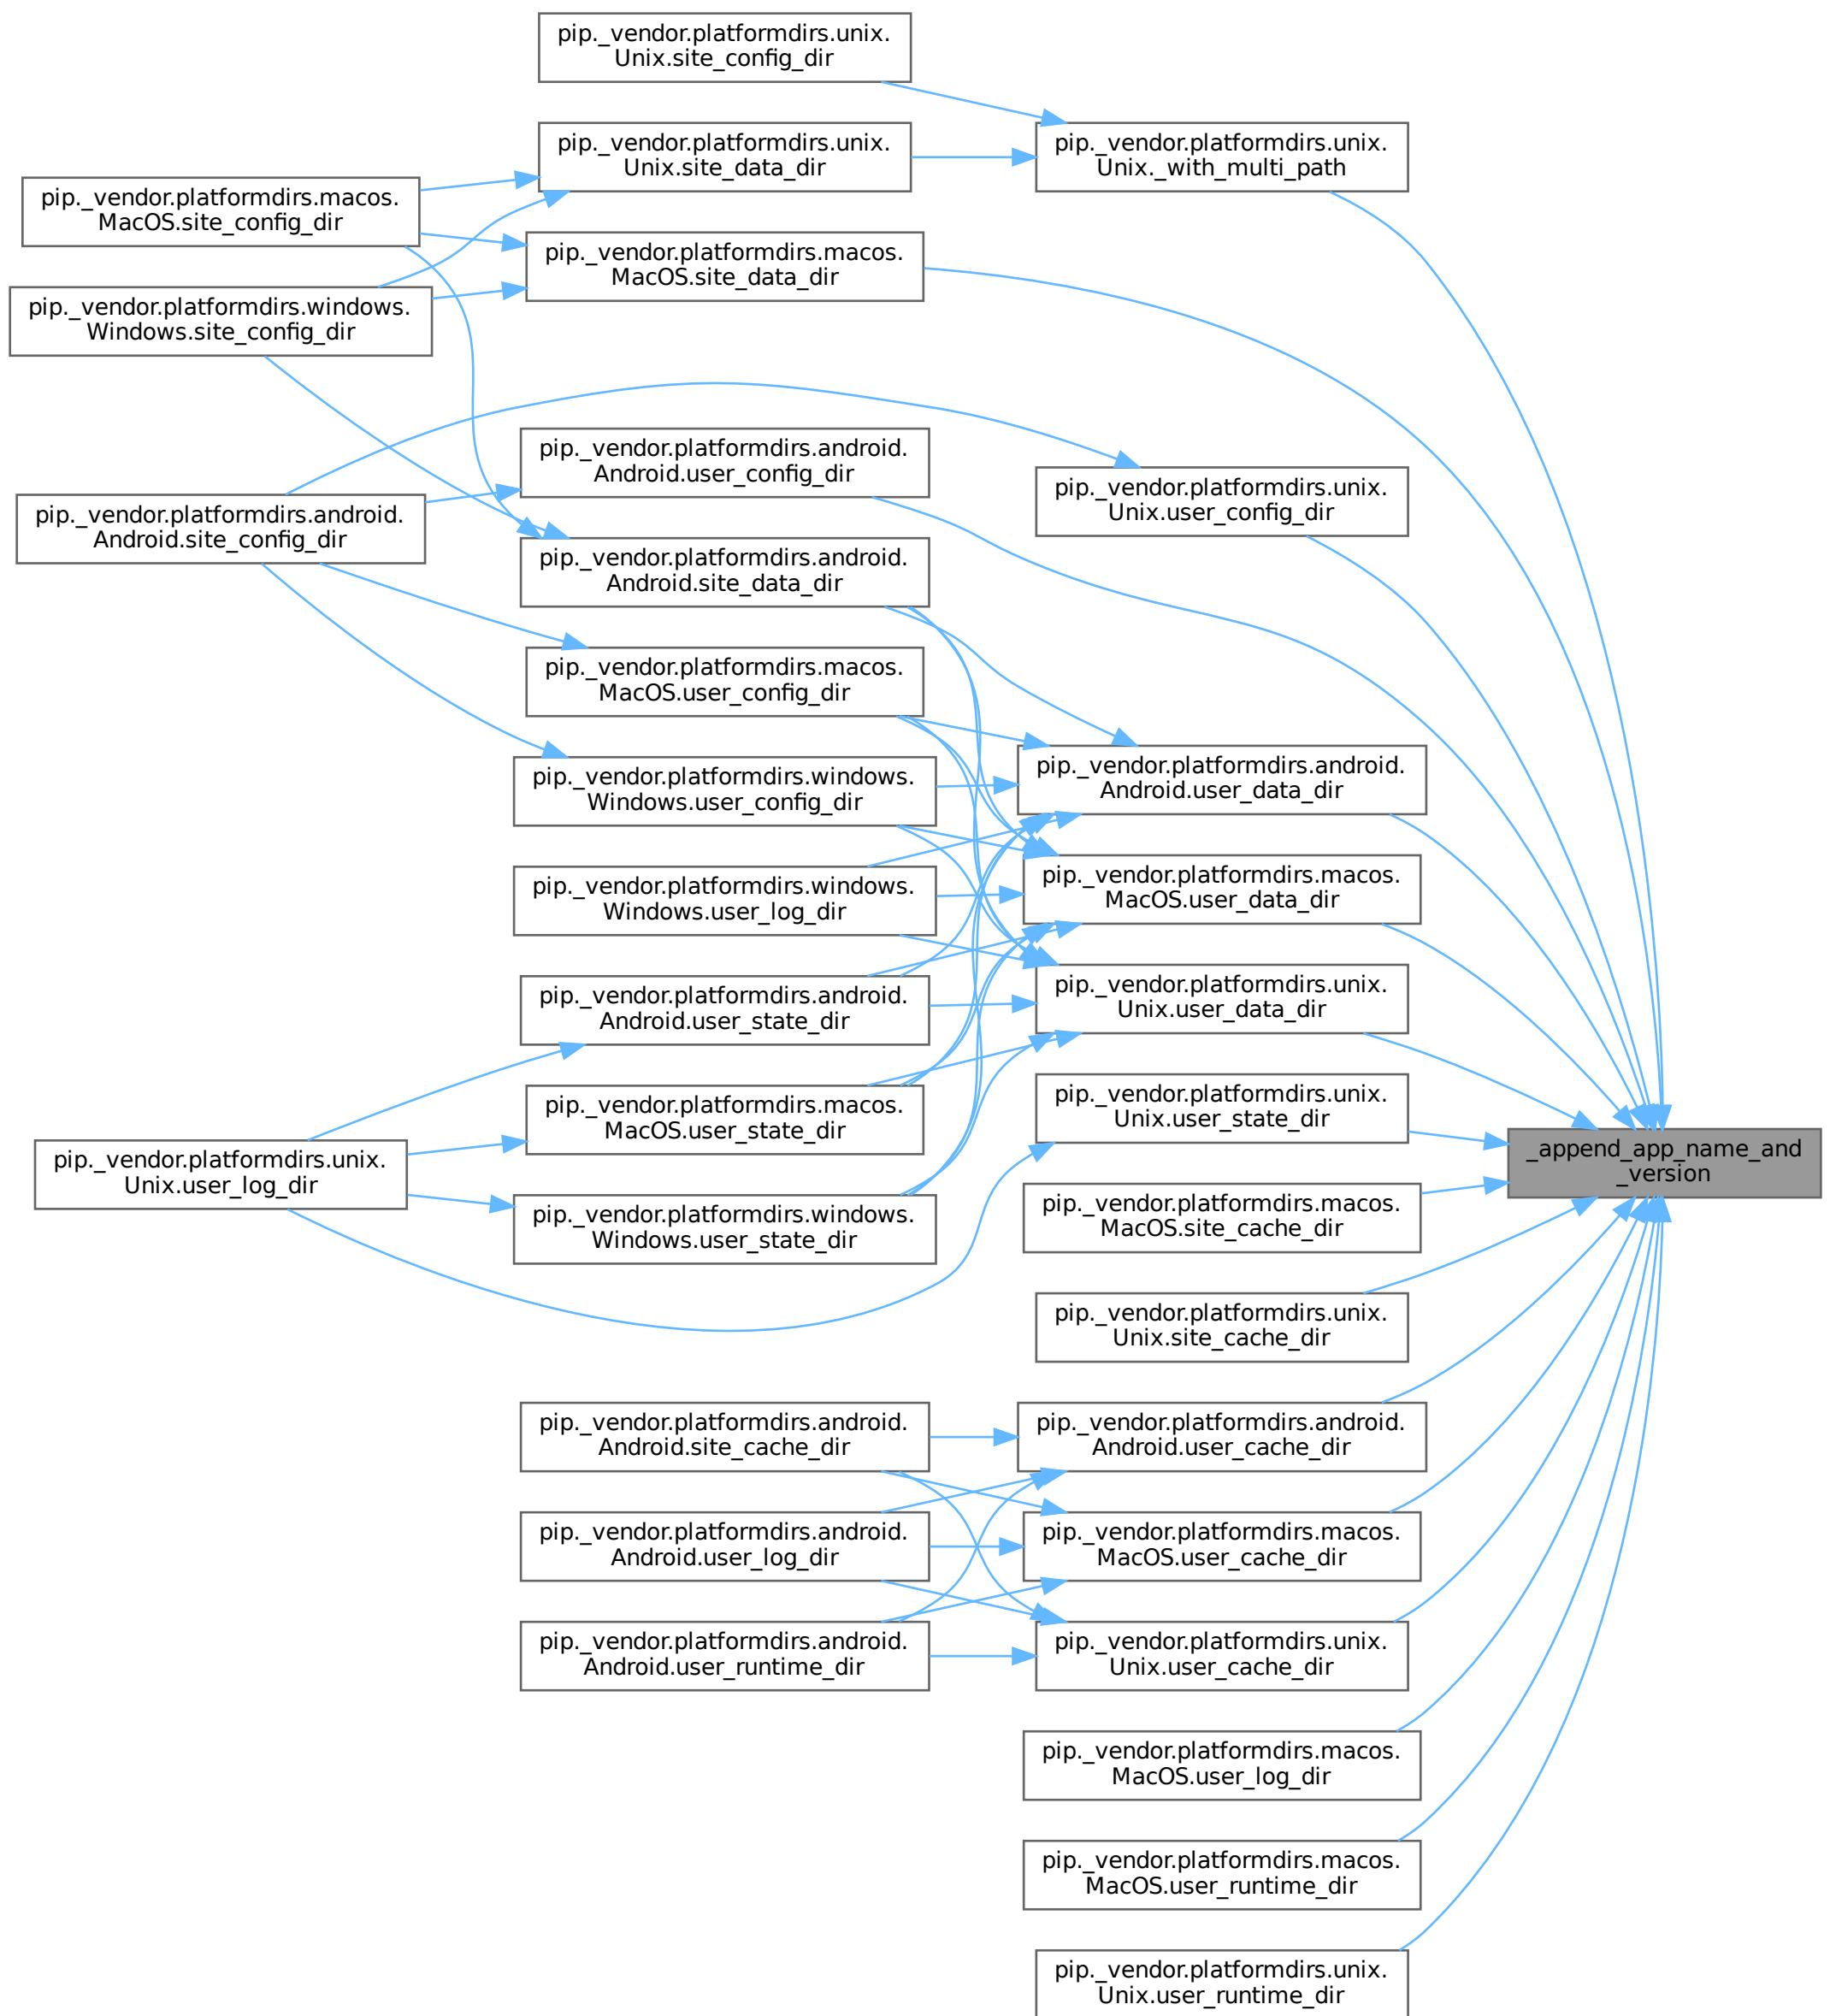 pip._vendor.platformdirs.unix.
Unix.site_config_dir
pip._vendor.platformdirs.unix.
Unix.site_data_dir
pip._vendor.platformdirs.unix.
Unix._with_multi_path
pip._vendor.platformdirs.macos.
MacOS.site_config_dir
pip._vendor.platformdirs.macos.
MacOS.site_data_dir
pip._vendor.platformdirs.windows.
Windows.site_config_dir
pip._vendor.platformdirs.android.
Android.user_config_dir
pip._vendor.platformdirs.unix.
Unix.user_config_dir
pip._vendor.platformdirs.android.
Android.site_config_dir
pip._vendor.platformdirs.android.
Android.site_data_dir
pip._vendor.platformdirs.macos.
MacOS.user_config_dir
pip._vendor.platformdirs.android.
Android.user_data_dir
pip._vendor.platformdirs.windows.
Windows.user_config_dir
pip._vendor.platformdirs.macos.
MacOS.user_data_dir
pip._vendor.platformdirs.windows.
Windows.user_log_dir
pip._vendor.platformdirs.unix.
Unix.user_data_dir
pip._vendor.platformdirs.android.
Android.user_state_dir
pip._vendor.platformdirs.unix.
Unix.user_state_dir
pip._vendor.platformdirs.macos.
MacOS.user_state_dir
_append_app_name_and
_version
pip._vendor.platformdirs.unix.
Unix.user_log_dir
pip._vendor.platformdirs.macos.
MacOS.site_cache_dir
pip._vendor.platformdirs.windows.
Windows.user_state_dir
pip._vendor.platformdirs.unix.
Unix.site_cache_dir
pip._vendor.platformdirs.android.
Android.site_cache_dir
pip._vendor.platformdirs.android.
Android.user_cache_dir
pip._vendor.platformdirs.android.
Android.user_log_dir
pip._vendor.platformdirs.macos.
MacOS.user_cache_dir
pip._vendor.platformdirs.android.
Android.user_runtime_dir
pip._vendor.platformdirs.unix.
Unix.user_cache_dir
pip._vendor.platformdirs.macos.
MacOS.user_log_dir
pip._vendor.platformdirs.macos.
MacOS.user_runtime_dir
pip._vendor.platformdirs.unix.
Unix.user_runtime_dir